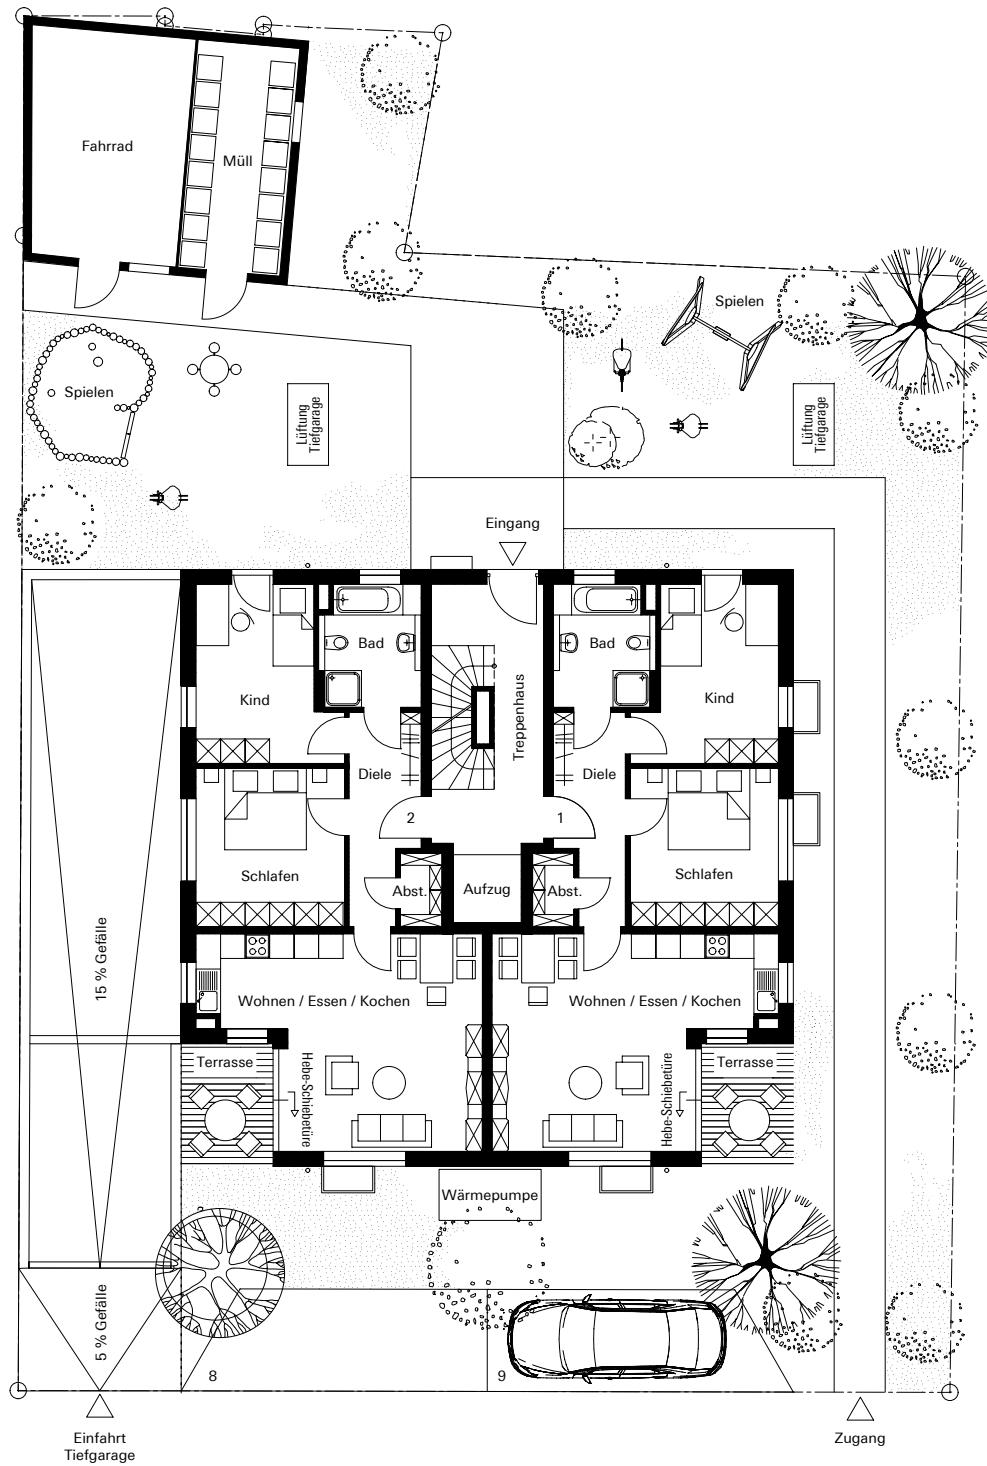 Fahrrad
Müll
Spielen
Spielen
Lüftung
Tiefgarage
Lüftung
Tiefgarage
Eingang
Bad
Bad
Kind
Kind
Treppenhaus
Diele
Diele
2
1
Schlafen
Schlafen
Abst.
Aufzug
Abst.
15 % Gefälle
Wohnen / Essen / Kochen
Wohnen / Essen / Kochen
Terrasse
Hebe-Schiebetüre
Hebe-Schiebetüre
Terrasse
Wärmepumpe
5 % Gefälle
8
9
Einfahrt
Tiefgarage
Zugang